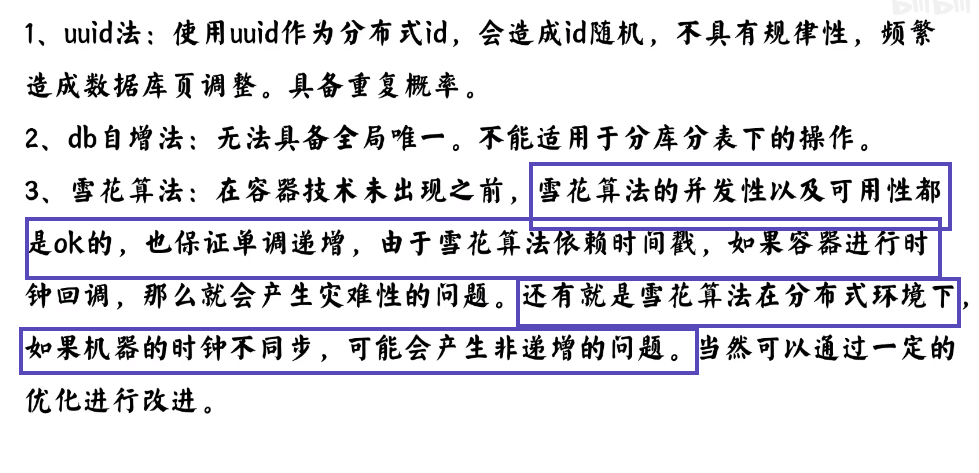 1、uuid法：使用uuid作为分布式id，会造成id随机，不具有规律性，频繁
造成数据库页调整。具备重复概率。
2、db自增法：无法具备全局唯一。不能适用于分库分表下的操作。
3、雪花算法：在容器技术未出现之前，雪花算法的并发性以及可用性都
是ok的，也保证单调递增，由于雪花算法依赖时间戳，如果容器进行时
钟回调，那么就会产生灾难性的问题。还有就是雪花算法在分布式环境下，
如果机器的时钟不同步，可能会产生非递增的问题。当然可以通过一定的
优化进行改进。